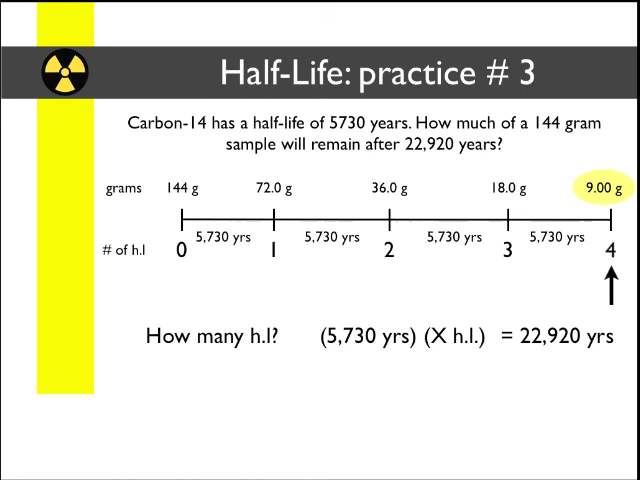 Half-Life: practice # 3
Carbon-14 has a half-life of 5730 years. How much of a 144 gram
sample will remain after 22,920 years?
grams 144 g 72.0 g 36.0 g 18.0 g 9.00 g
5,730 yrs 5,730 yrs 5,730 yrs 5,730 yrs
# of h.l 0 1 2 3 4
How many h.l? (5,730 yrs) (X h.l.) = 22,920 yrs